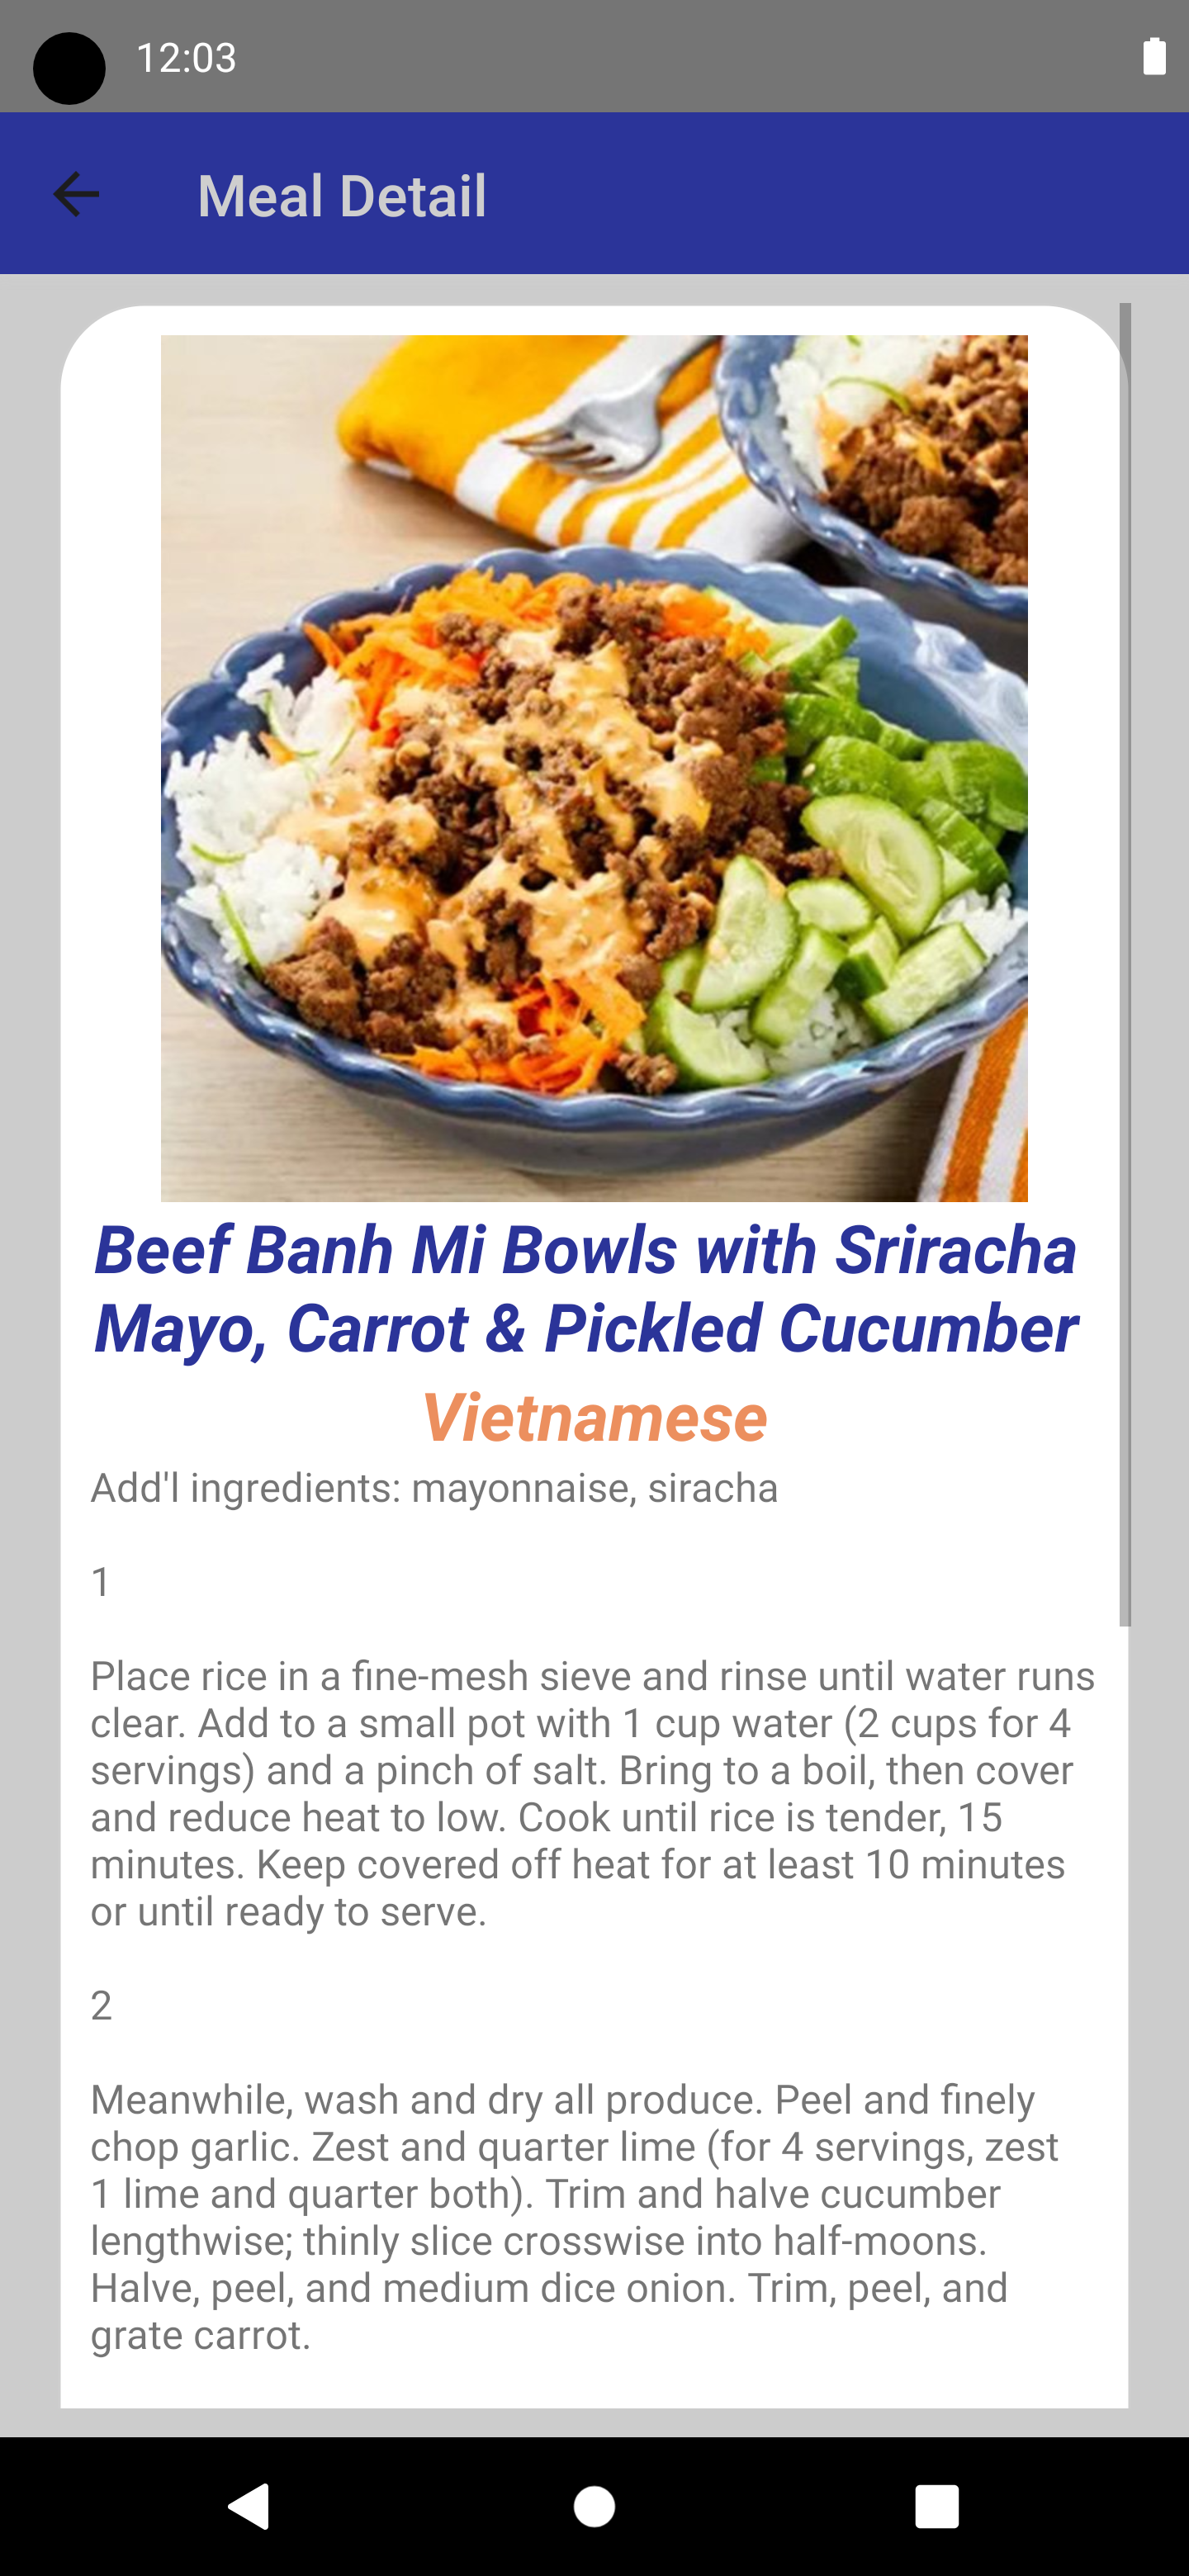 12:03
Meal Detail
Beef Banh Mi Bowls with Sriracha
Mayo, Carrot & Pickled Cucumber
Vietnamese
Add'l ingredients: mayonnaise, siracha
1
Place rice in a fine-mesh sieve and rinse until water runs
clear. Add to a small pot with 1 cup water (2 cups for 4
servings) and a pinch of salt. Bring to a boil, then cover
and reduce heat to low. Cook until rice is tender, 15
minutes. Keep covered off heat for at least 10 minutes
or until ready to serve.
2
Meanwhile, wash and dry all produce. Peel and finely
chop garlic. Zest and quarter lime (for 4 servings, zest
1 lime and quarter both). Trim and halve cucumber
lengthwise; thinly slice crosswise into half-moons.
Halve, peel, and medium dice onion. Trim, peel, and
grate carrot.